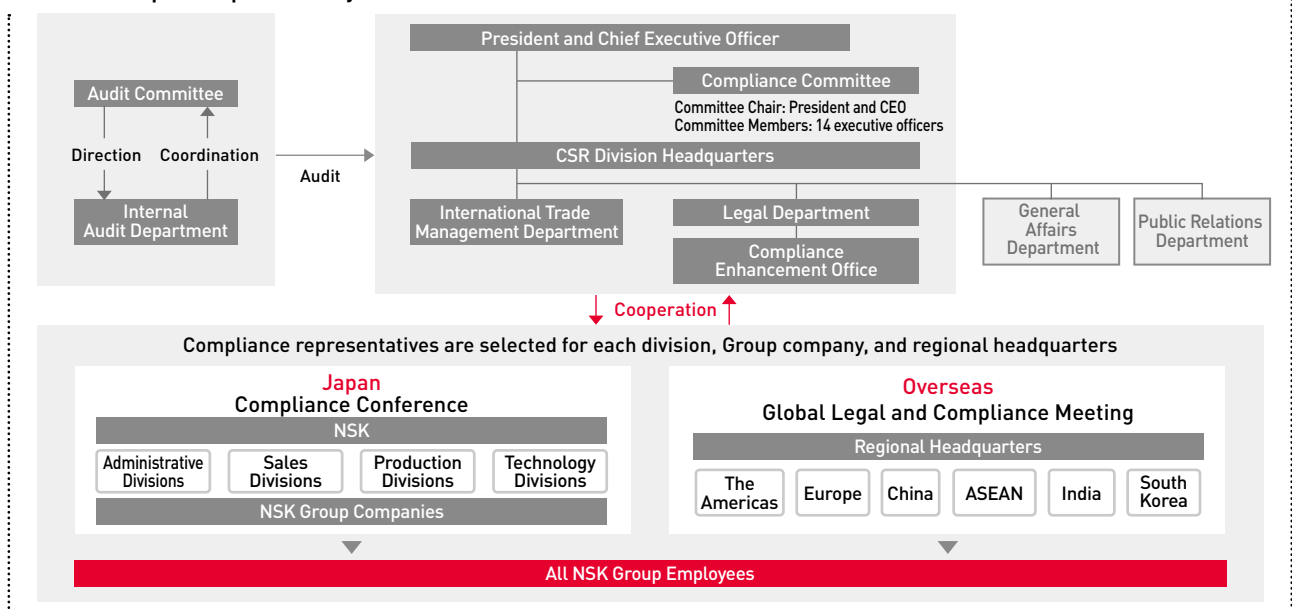 President and Chief Executive Officer
Audit Committee
Compliance Committee
Committee Chair: President and CEO
Committee Members: 14 executive officers
Direction
Coordination
Audit
CSR Division Headquarters
Internal
Audit Department
International Trade
Management Department
Legal Department
Compliance
Enhancement Office
General
Affairs
Department
Public Relations
Department
Cooperation
Compliance representatives are selected for each division, Group company, and regional headquarters
Japan
Compliance Conference
NSK
Administrative
Divisions
Sales
Divisions
Production
Divisions
Technology
Divisions
NSK Group Companies
Overseas
Global Legal and Compliance Meeting
Regional Headquarters
The
Americas
Europe
China
ASEAN
India
South
Korea
All NSK Group Employees